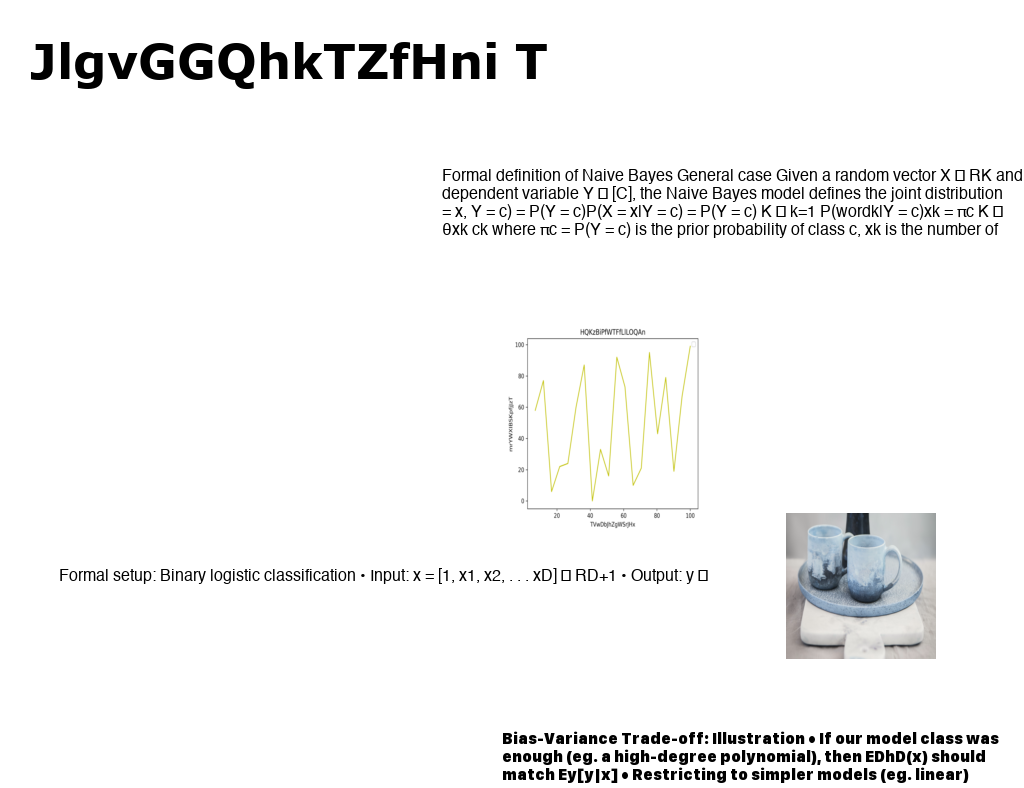 JlgvGGQhkTZfHni T
Formal definition of Naive Bayes General case Given a random vector X � RK and
dependent variable Y � [C], the Naive Bayes model defines the joint distribution
= x, Y = c) = P(Y = c)P(X = x|Y = c) = P(Y = c) K � k=1 P(wordk|Y = c)xk = πc K �
θxk ck where πc = P(Y = c) is the prior probability of class c, xk is the number of
100
80
60
40
20
0
20 40 60 80 100
Formal setup: Binary logistic classification • Input: x = [1, x1, x2, . . . xD] � RD+1 • Output: y �
Bias-Variance Trade-off: Illustration • If our model class was
enough (eg. a high-degree polynomial), then EDhD(x) should
match Ey[y|x] • Restricting to simpler models (eg. linear)